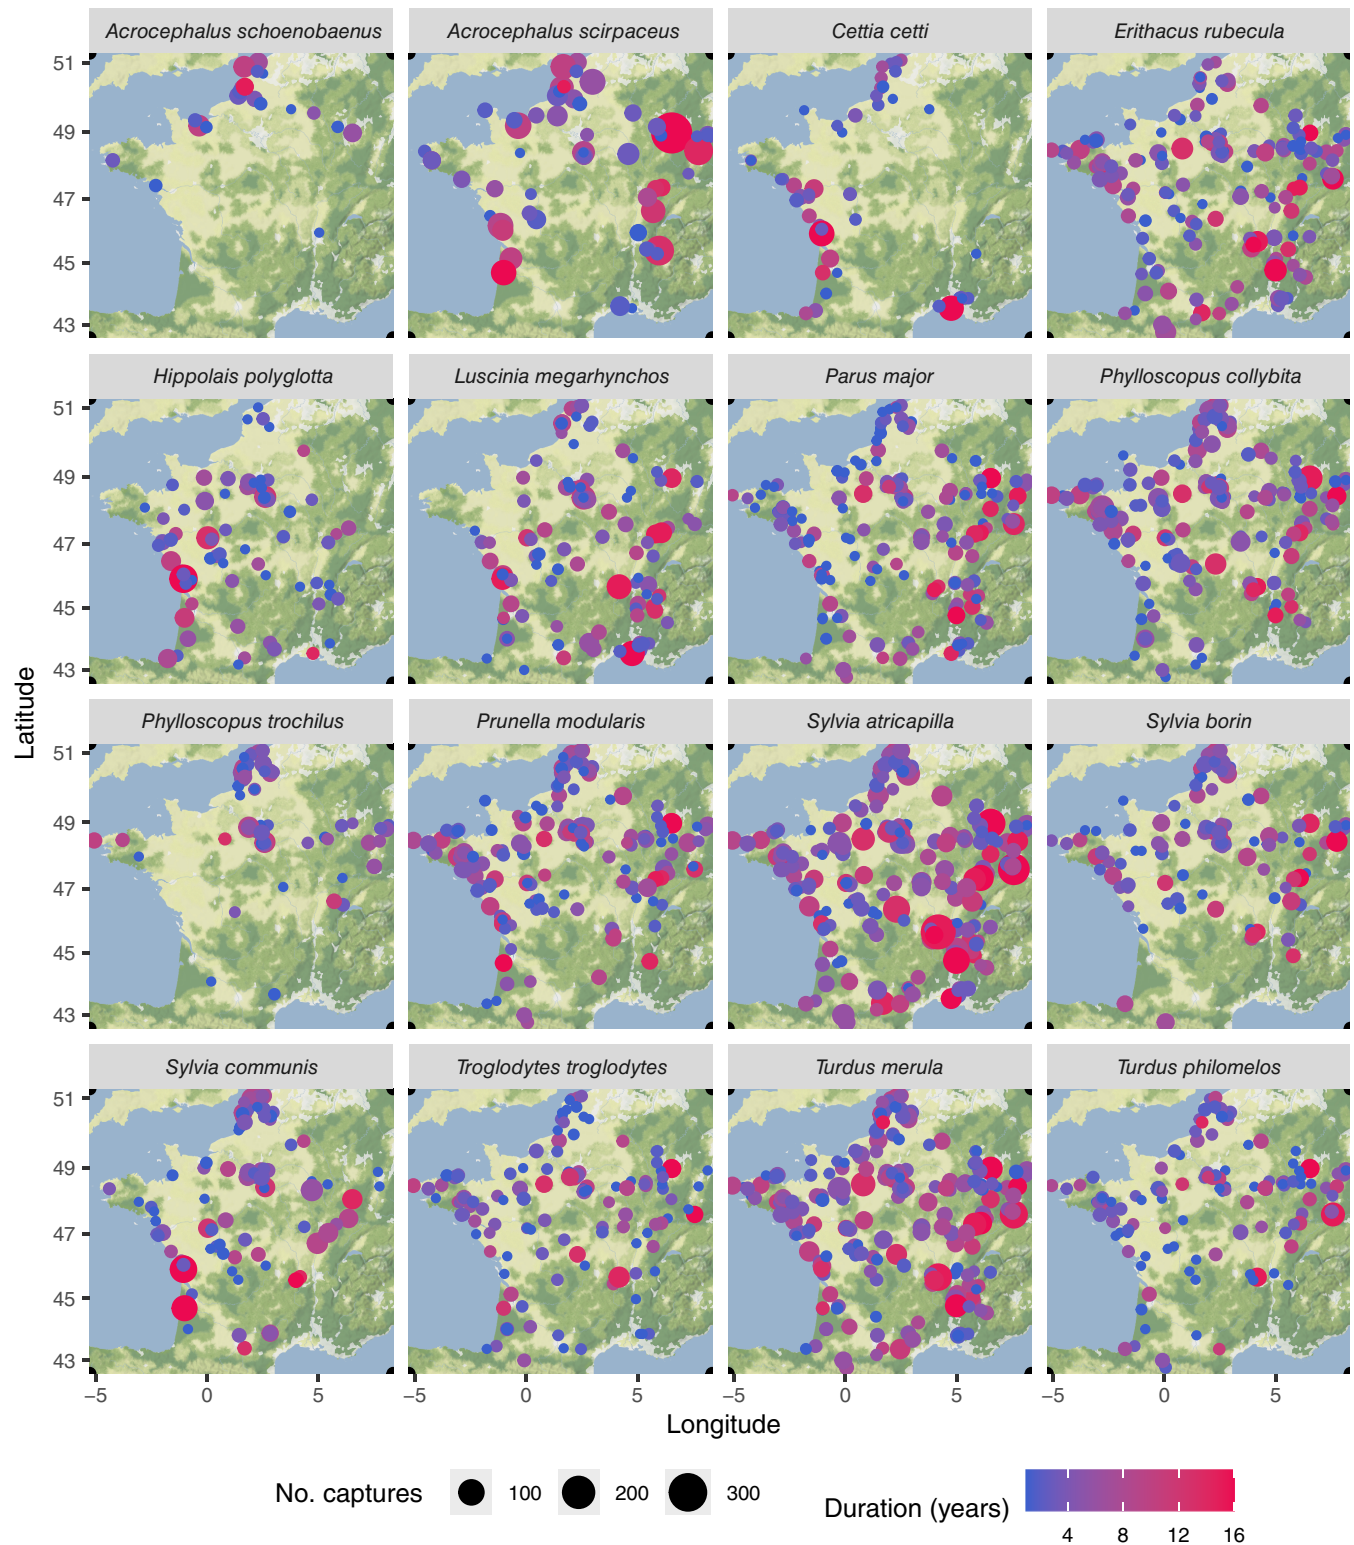 Acrocephalus schoenobaenus
Acrocephalus scirpaceus
Cettia cetti
Erithacus rubecula
51
49
47
45
43
Hippolais polyglotta
Luscinia megarhynchos
Parus major
Phylloscopus collybita
51
49
47
45
43
Latitude
Phylloscopus trochilus
Prunella modularis
Sylvia atricapilla
Sylvia borin
51
49
47
45
43
Sylvia communis
Troglodytes troglodytes
Turdus merula
Turdus philomelos
51
49
47
45
43
−5 0 5 −5 0 5 −5 0 5 −5 0 5
Longitude
No. captures 100 200 300
Duration (years)
4 8 12 16